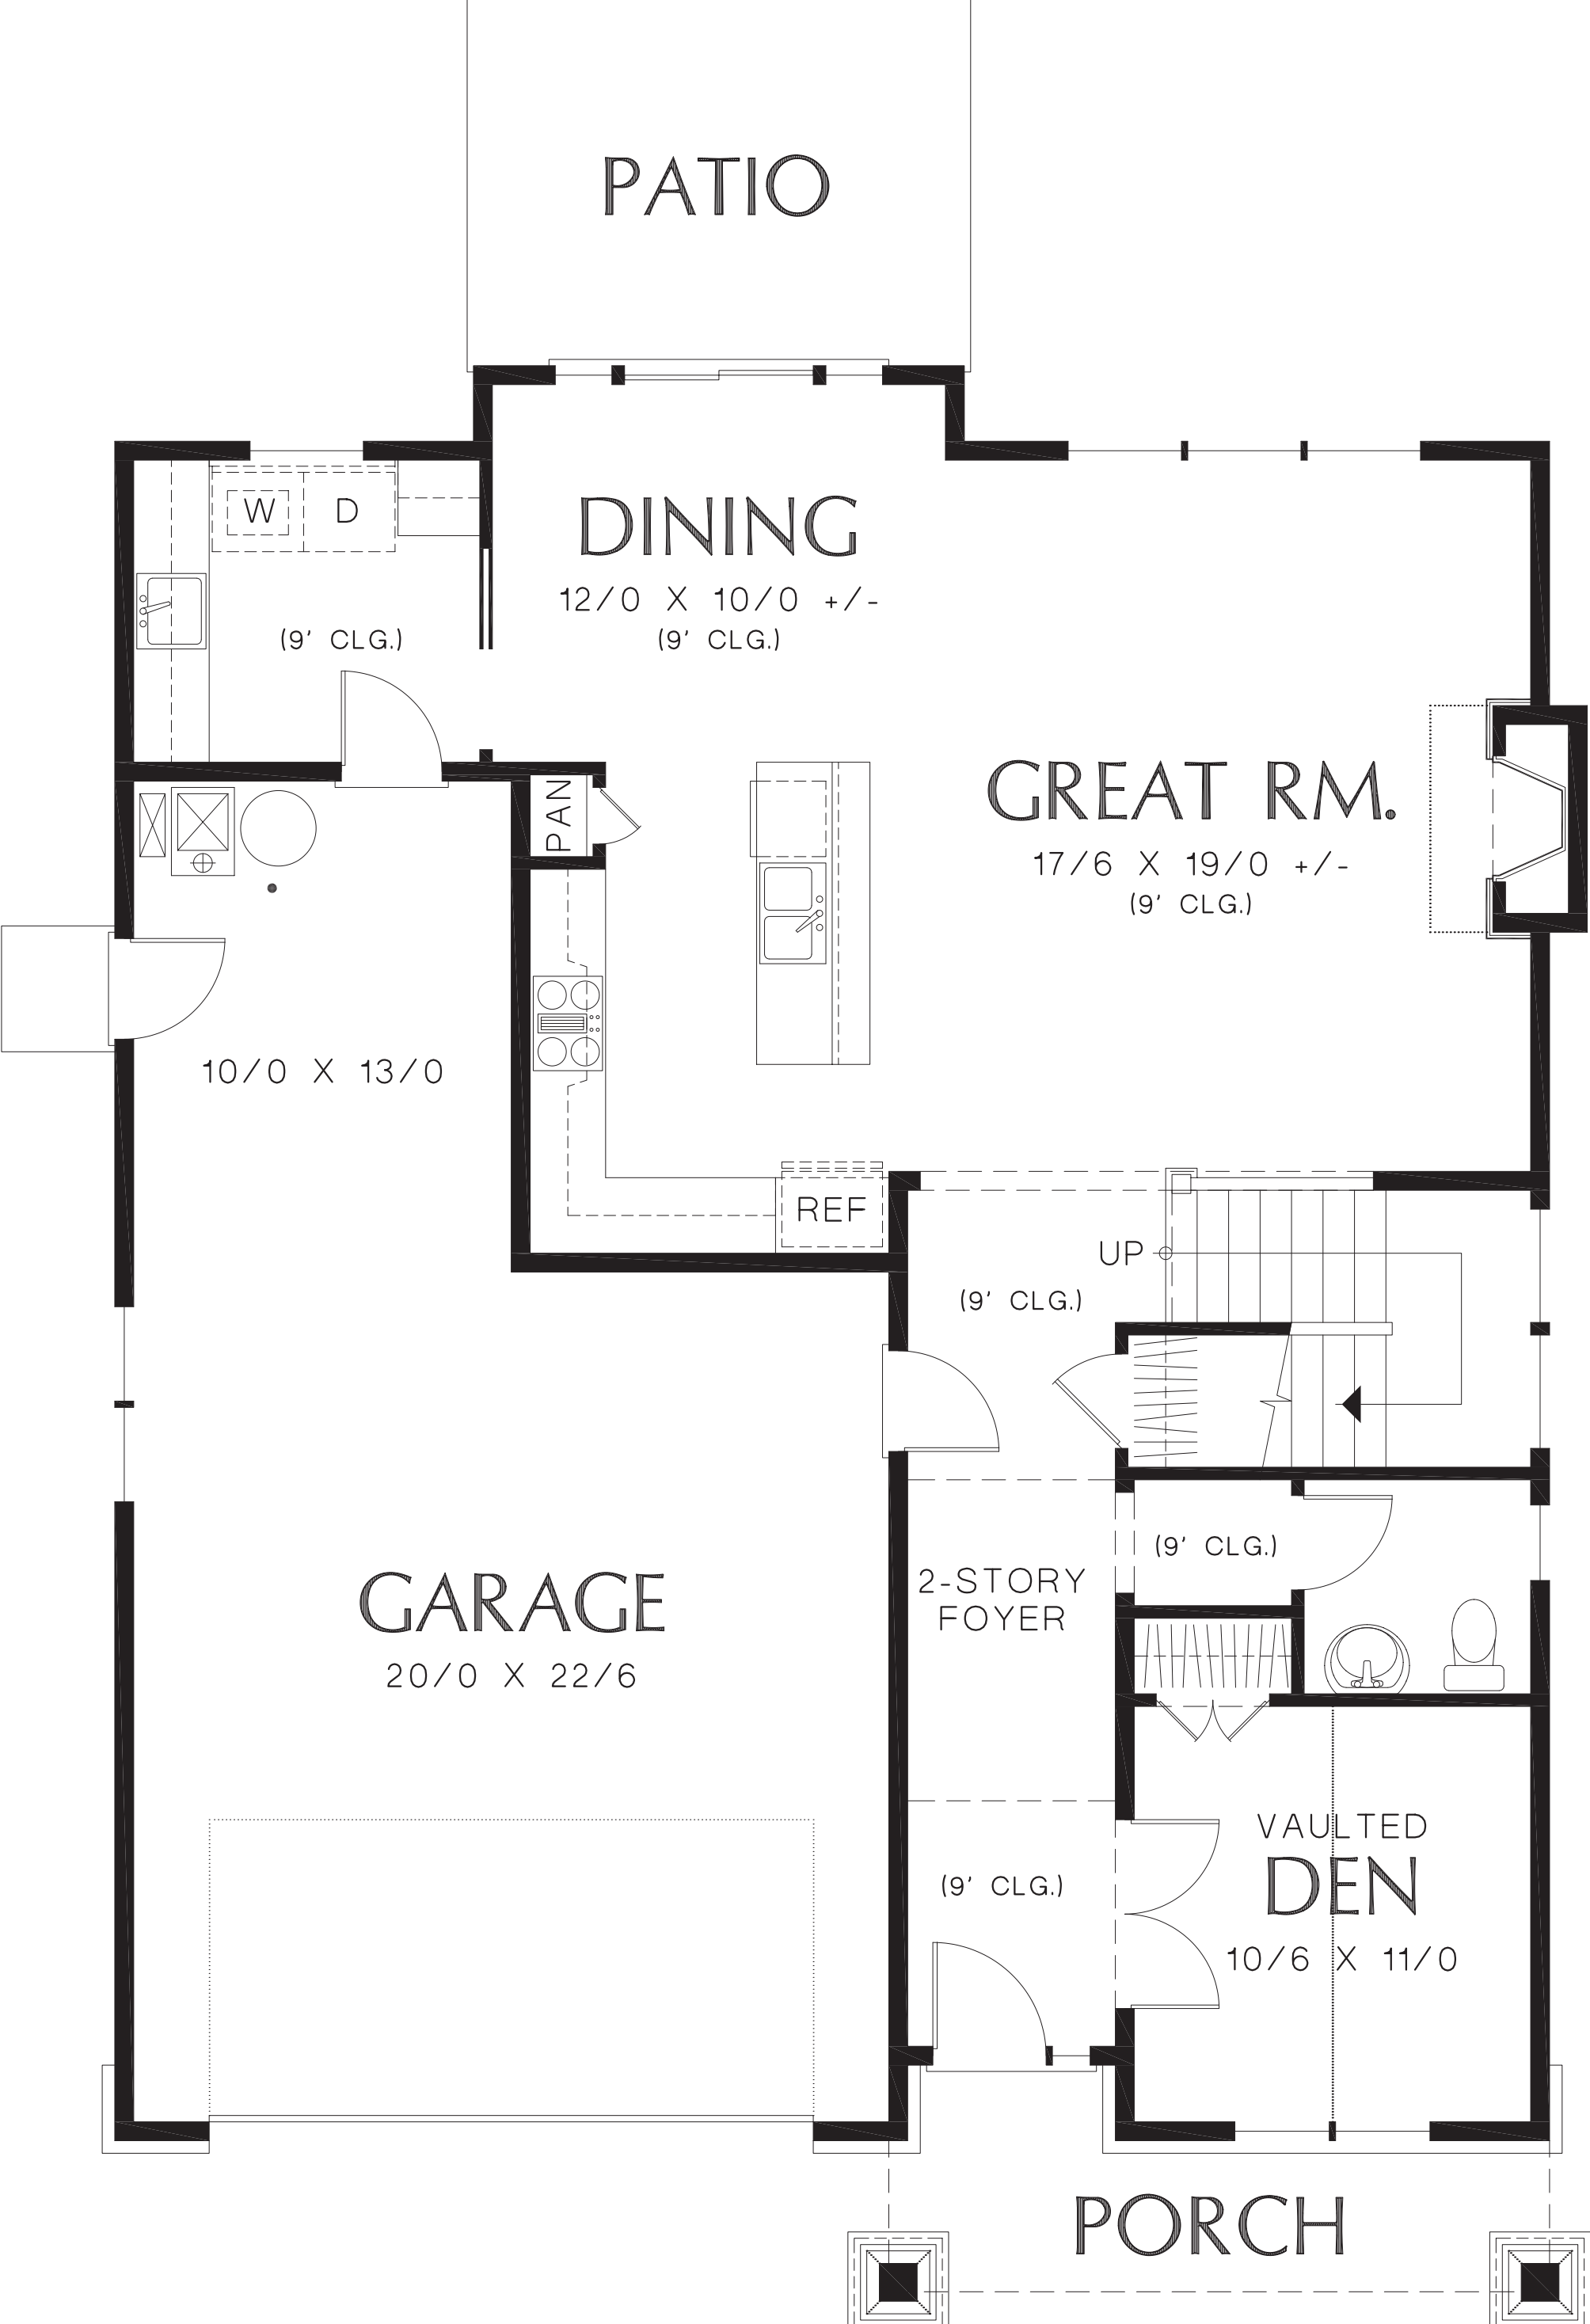 PATIO
W D
DINING
12/0 X 10/0 +/-
(9' CLG.)
(9' CLG.)
GREAT RM.
17/6 X 19/0 +/-
(9' CLG.)
PAN
10/0 X 13/0
REF
UP
(9' CLG.)
(9' CLG.)
2-STORY
FOYER
GARAGE
20/0 X 22/6
VAULTED
DEN
10/6 X 11/0
(9' CLG.)
PORCH